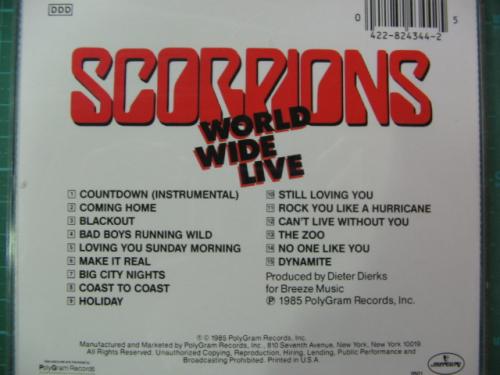 DDD
0 5
0422-824344-2
SCORPIONS
WORLD
WIDE
LIVE
1 COUNTDOWN (INSTRUMENTAL)
2 COMING HOME
3 BLACKOUT
4 BAD BOYS RUNNING WILD
5 LOVING YOU SUNDAY MORNING
6 MAKE IT REAL
7 BIG CITY NIGHTS
8 COAST TO COAST
9 HOLIDAY
10 STILL LOVING YOU
11 ROCK YOU LIKE A HURRICANE
12 CAN'T LIVE WITHOUT YOU
13 THE ZOO
14 NO ONE LIKE YOU
15 DYNAMITE
Produced by Dieter Dierks
for Breeze Music
℗ 1985 PolyGram Records, Inc.
℗ © 1985 PolyGram Records, Inc.
Manufactured and Marketed by PolyGram Records, Inc., 810 Seventh Avenue, New York, New York 10019
All Rights Reserved. Unauthorized Copying, Reproduction, Hiring, Lending, Public Performance and
Broadcasting Prohibited. Printed in U.S.A.
PolyGram Records